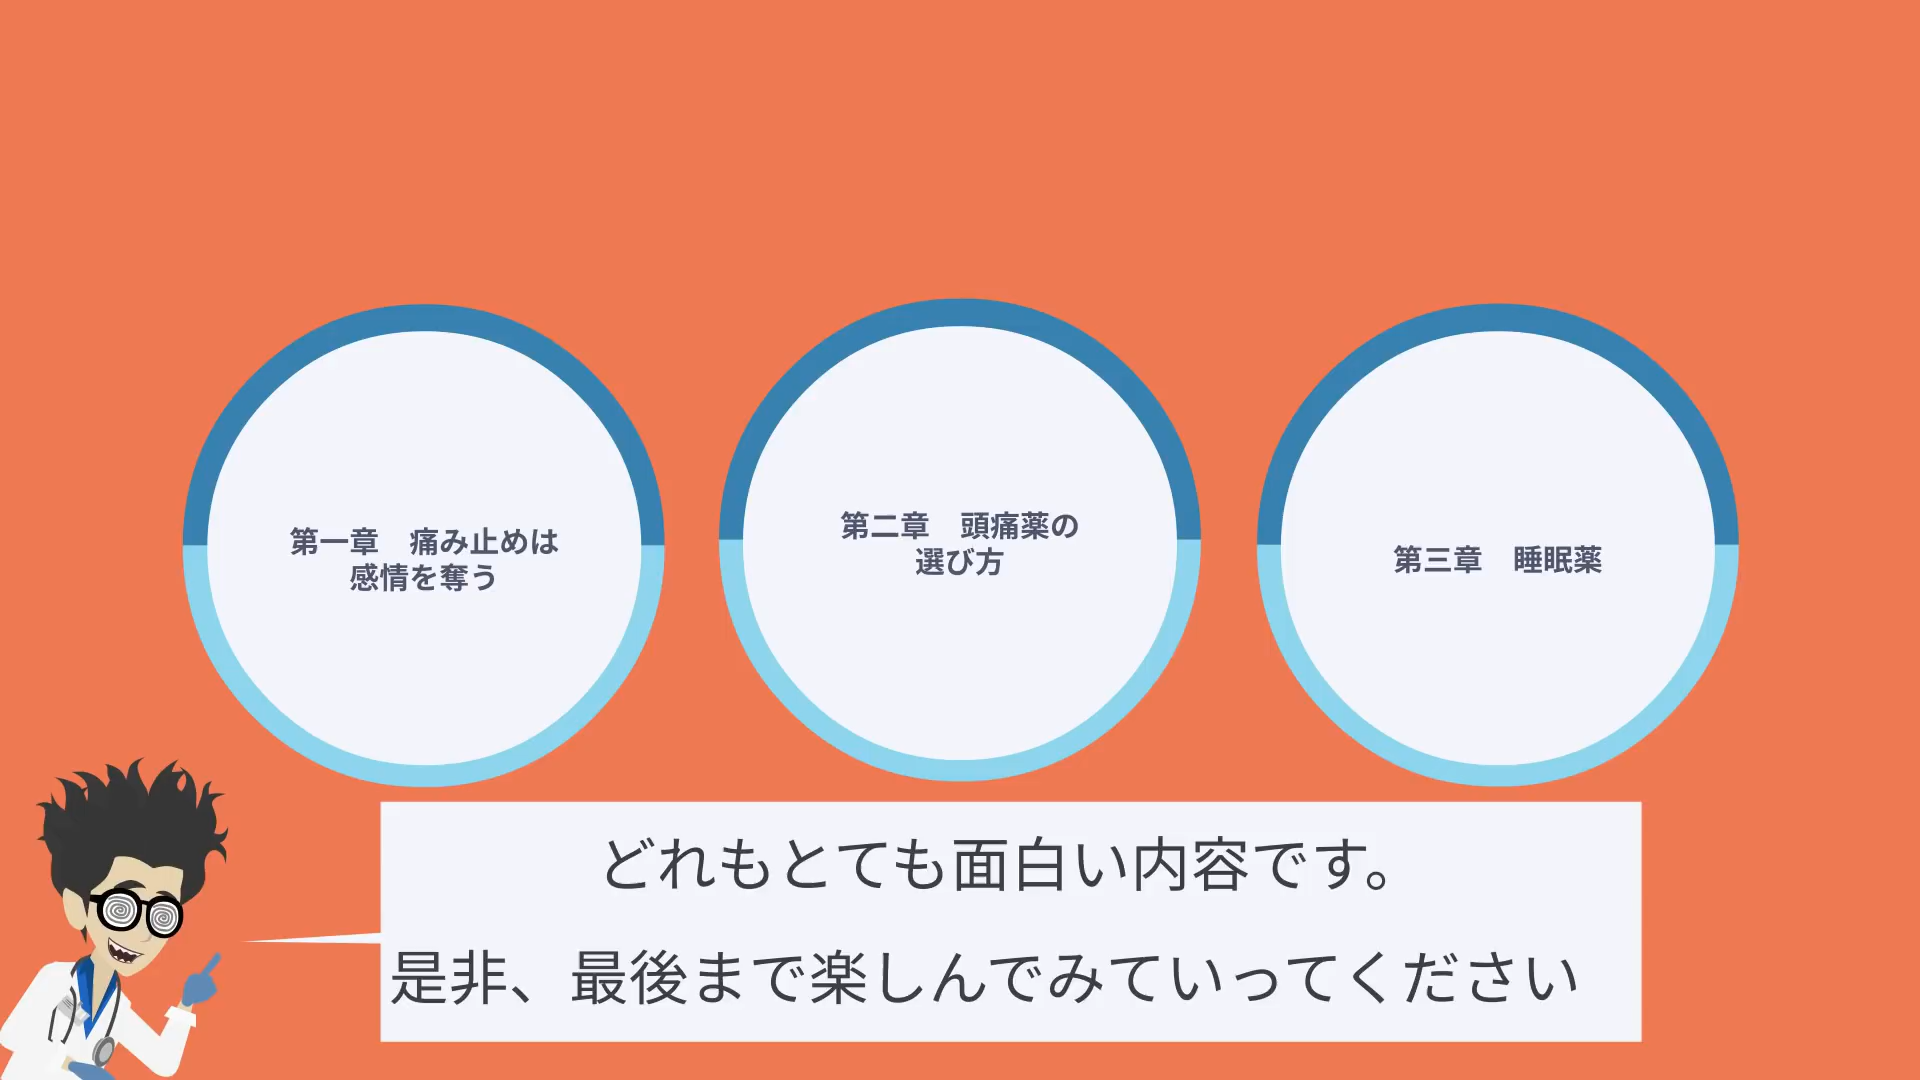 第一章　痛み止めは
感情を奪う
第二章　頭痛薬の
選び方
第三章　睡眠薬
どれもとても面白い内容です。
是非、最後まで楽しんでみていってください